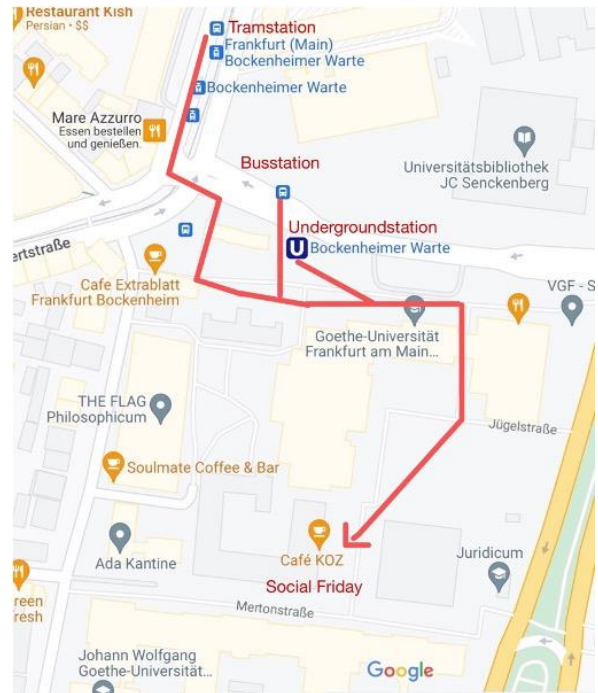 Restaurant Kish
Persian • $$
Tramstation
Frankfurt (Main)
Bockenheimer Warte
Bockenheimer Warte
Mare Azzurro
Essen bestellen
und genießen.
Universitätsbibliothek
JC Senckenberg
Busstation
Undergroundstation
U
Bockenheimer Warte
ertstraße
Cafe Extrablatt
Frankfurt Bockenheim
VGF - S
Goethe-Universität
Frankfurt am Main...
THE FLAG
Philosophicum
Jügelstraße
Soulmate Coffee & Bar
Café KOZ
Ada Kantine
Juridicum
Social Friday
reen
resh
Mertonstraße
Johann Wolfgang
Goethe-Universität...
Google